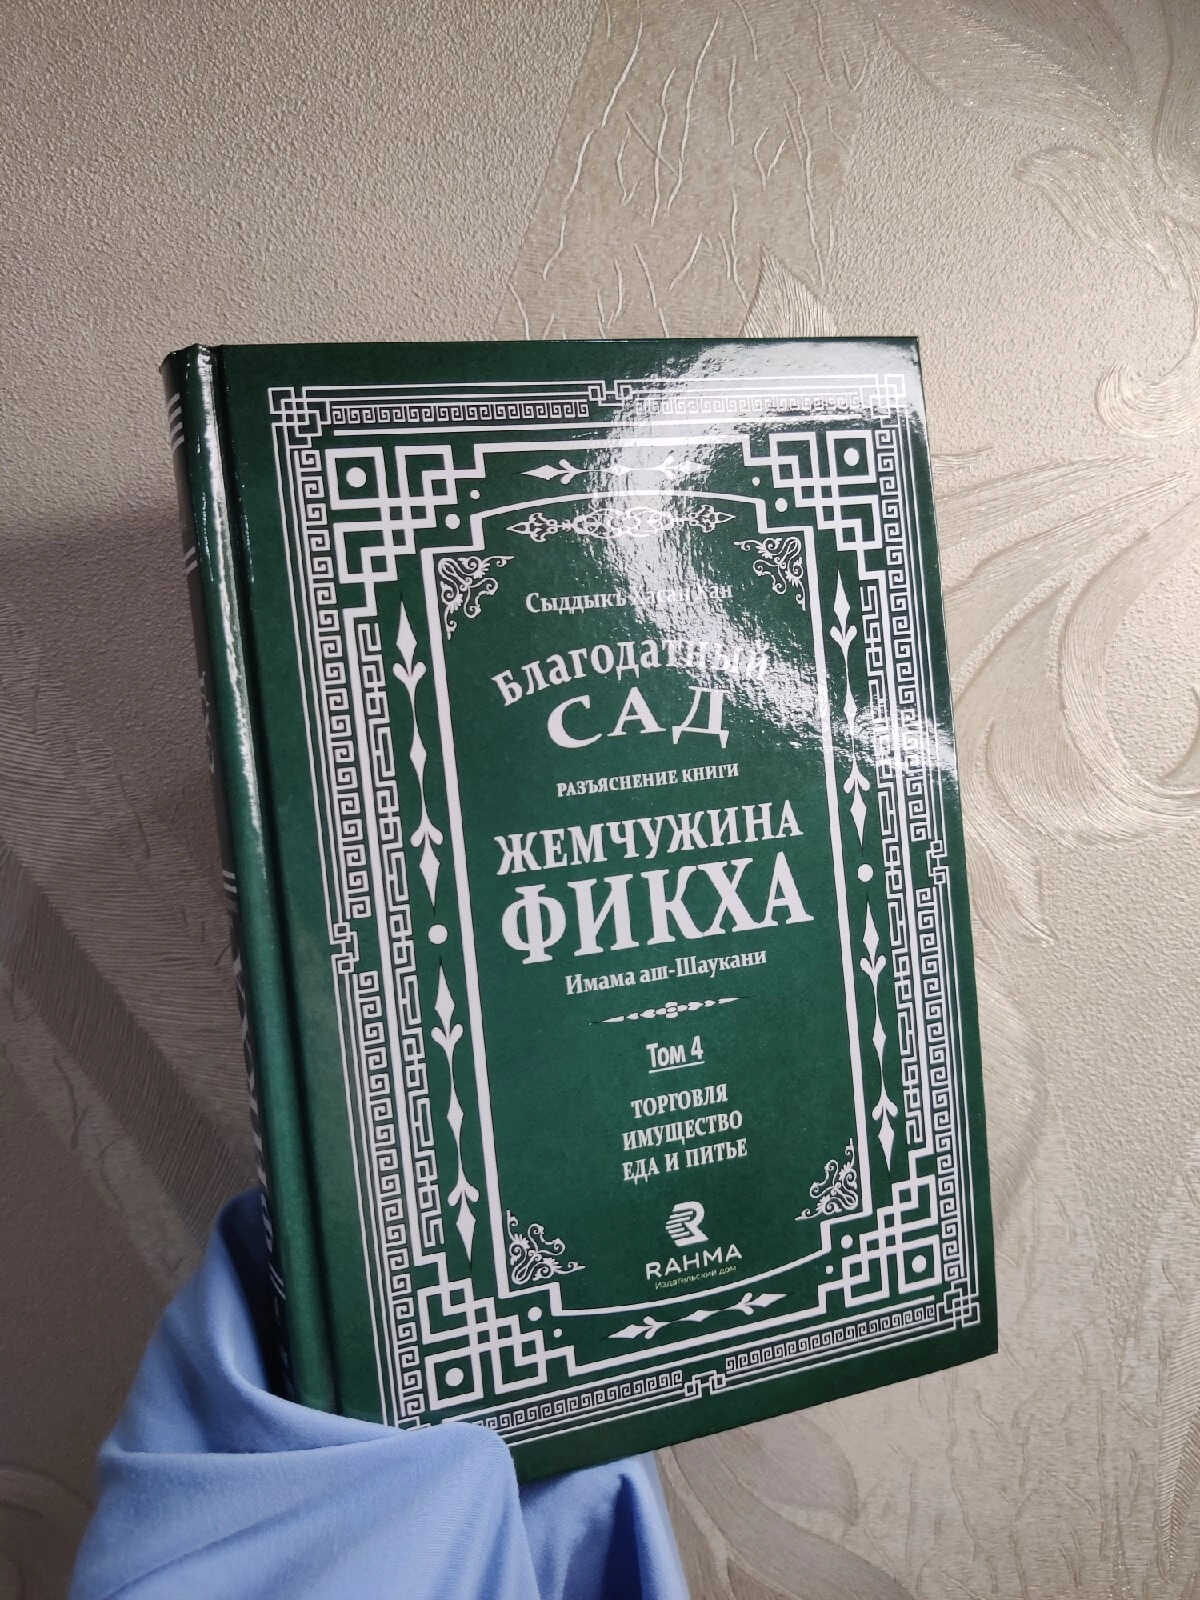 Сыддыкъ Хасан Хан
Благодатный
САД
РАЗЪЯСНЕНИЕ КНИГИ
ЖЕМЧУЖИНА
ФИКХА
Имама аш-Шаукани
Том 4
ТОРГОВЛЯ
ИМУЩЕСТВО
ЕДА И ПИТЬЕ
RAHMA
Издательский дом